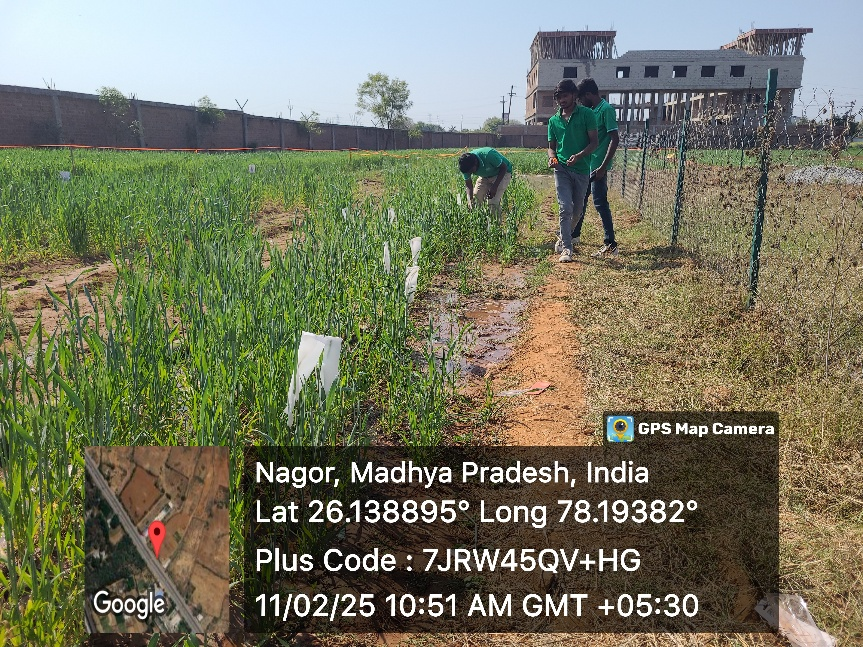 GPS Map Camera
Nagor, Madhya Pradesh, India
Lat 26.138895° Long 78.19382°
Plus Code : 7JRW45QV+HG
11/02/25 10:51 AM GMT +05:30
Google